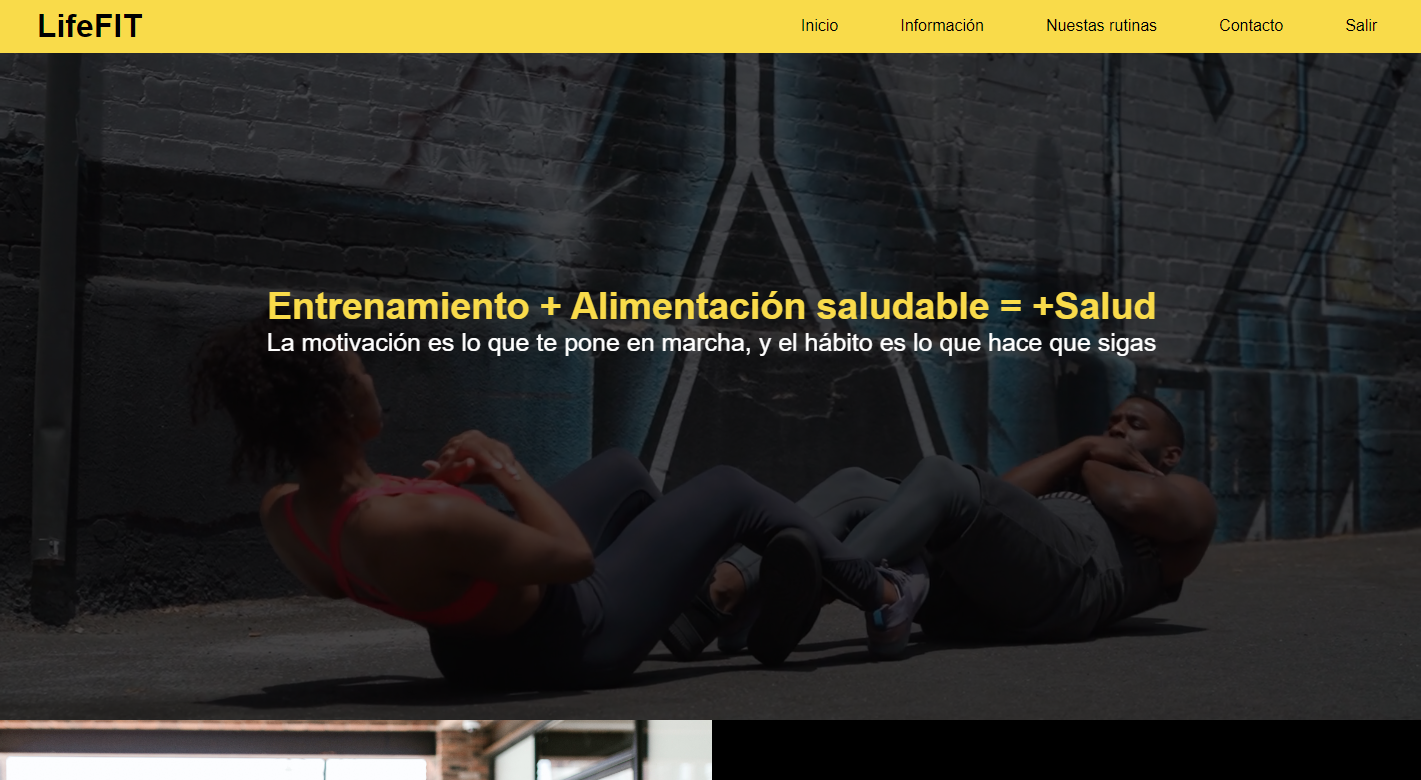 LifeFIT
Inicio Información Nuestas rutinas Contacto Salir
Entrenamiento + Alimentación saludable = +Salud
La motivación es lo que te pone en marcha, y el hábito es lo que hace que sigas